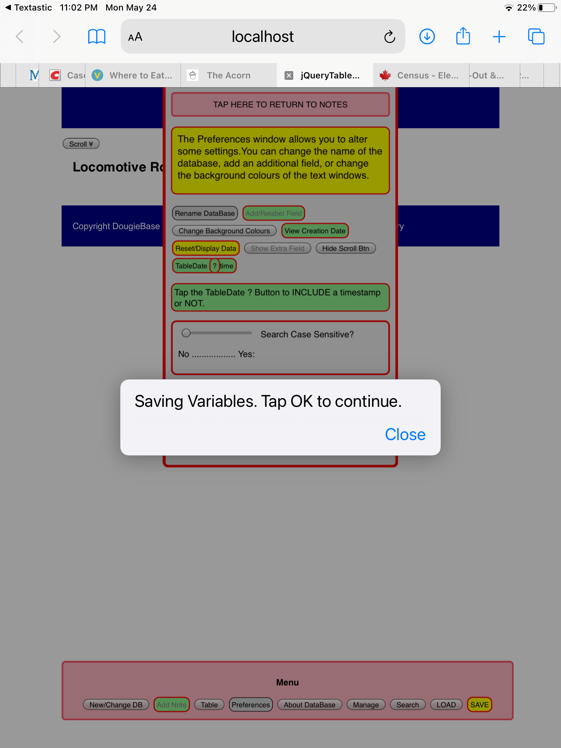 ◀ Textastic 11:02 PM Mon May 24 22%
AA localhost
M Casc Where to Eat... The Acorn jQueryTable... Census - Ele... -Out &...
TAP HERE TO RETURN TO NOTES
The Preferences window allows you to alter
some settings.You can change the name of the
database, add an additional field, or change
the background colours of the text windows.
Scroll ¥
Locomotive Ro
Rename DataBase Add/Relabel Field
Copyright DougieBase ry
Change Background Colours View Creation Date
Reset/Display Data Show Extra Field Hide Scroll Btn
TableDate ? time
Tap the TableDate ? Button to INCLUDE a timestamp
or NOT.
Search Case Sensitive?
No .................. Yes:
Saving Variables. Tap OK to continue.
Close
Menu
New/Change DB Add Note Table Preferences About DataBase Manage Search LOAD SAVE